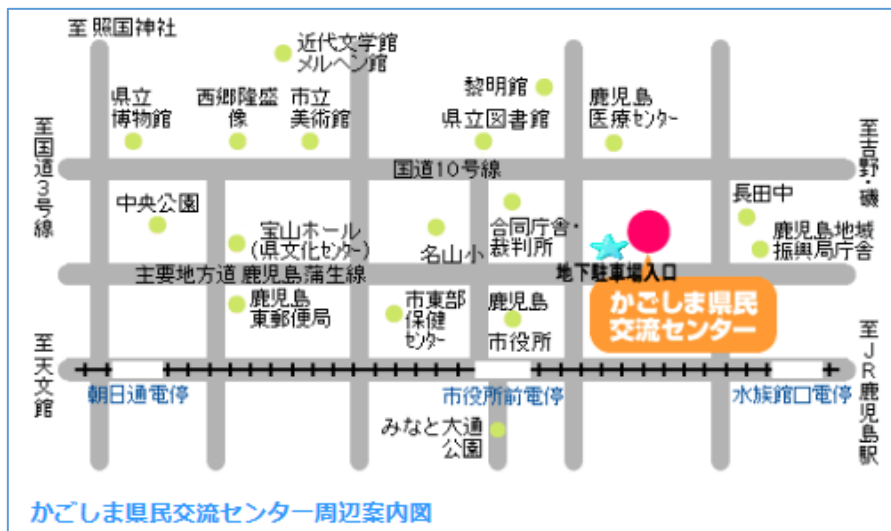 至 照国神社
近代文学館
メルヘン館
黎明館
県立
博物館
西郷隆盛
像
市立
美術館
県立図書館
鹿児島
医療センター
至国道3号線
至吉野・磯
国道10号線
中央公園
宝山ホール
(県文化センター)
名山小
合同庁舎・
裁判所
長田中
鹿児島地域
振興局庁舎
主要地方道 鹿児島蒲生線
地下駐車場入口
かごしま県民
交流センター
鹿児島
東郵便局
市東部
保健
センター
鹿児島
市役所
至天文館
至JR鹿児島駅
朝日通電停
市役所前電停
水族館口電停
みなと大通
公園
かごしま県民交流センター周辺案内図